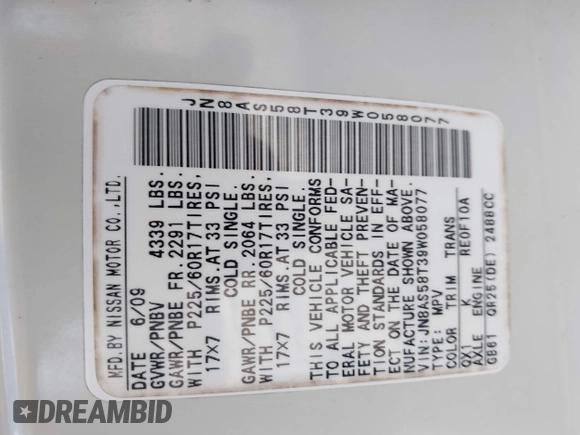 JN8AS58T39W058077
MFD.BY NISSAN MOTOR CO.,LTD.
DATE 6/09
GVWR/PNBV 4339 LBS.
GAWR/PNBE FR. 2291 LBS.
WITH P225/60R17TIRES,
17X7 RIMS.AT 33 PSI
COLD SINGLE.
GAWR/PNBE RR. 2064 LBS.
WITH P225/60R17TIRES,
17X7 RIMS.AT 33 PSI
COLD SINGLE.
THIS VEHICLE CONFORMS
TO ALL APPLICABLE FED-
ERAL MOTOR VEHICLE SA-
FETY AND THEFT PREVEN-
TION STANDARDS IN EFF-
ECT ON THE DATE OF MA-
NUFACTURE SHOWN ABOVE.
VIN:JN8AS58T39W058077
TYPE: MPV
COLOR TRIM TRANS
QX1 K RE0F10A
AXLE ENGINE
GB61 QR25(DE) 2488CC
DREAMBID